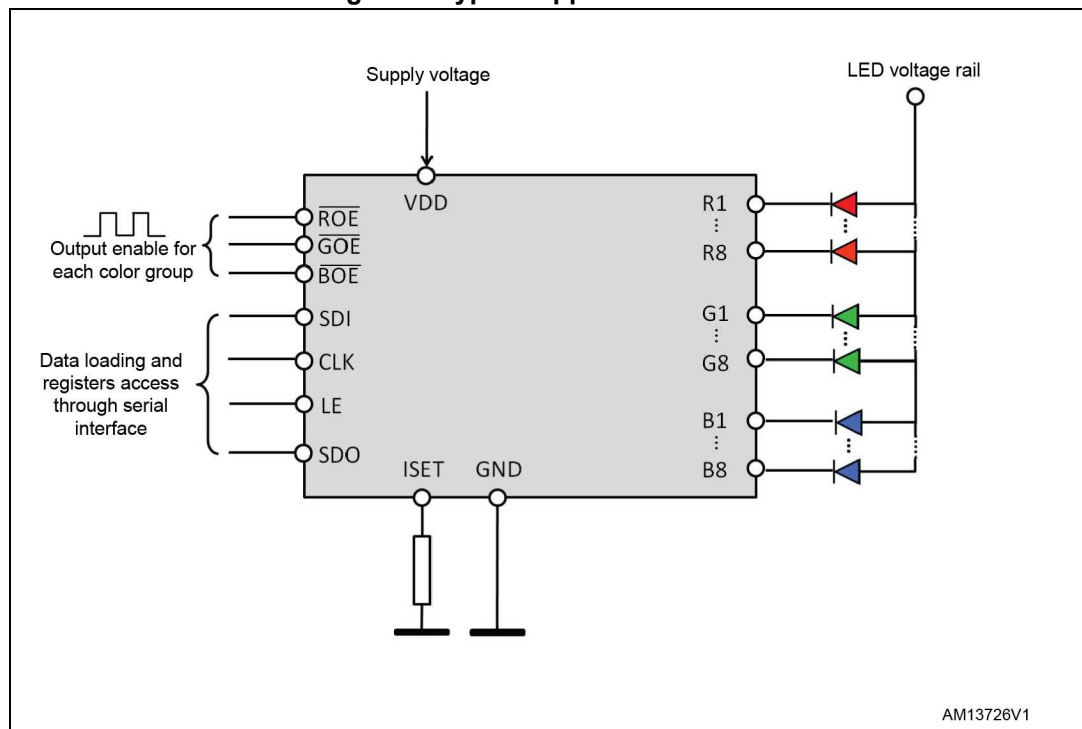 Supply voltage
LED voltage rail
VDD
ROE
GOE
BOE
Output enable for
each color group
SDI
CLK
LE
SDO
Data loading and
registers access
through serial
interface
ISET
GND
R1
R8
G1
G8
B1
B8
AM13726V1